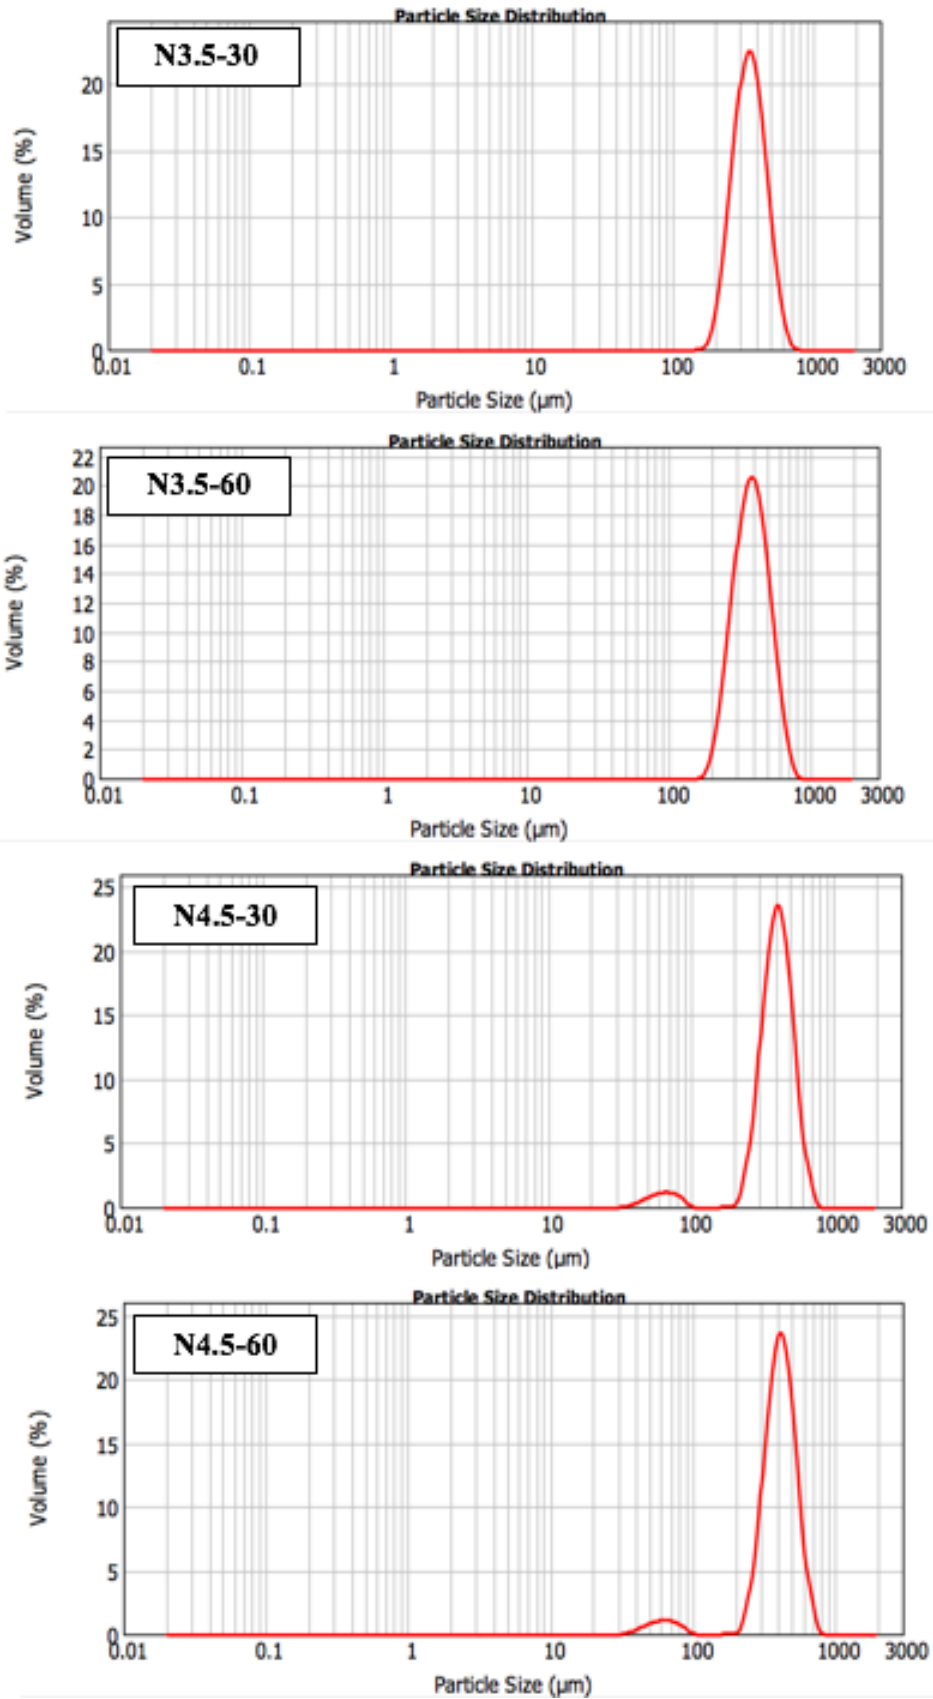 Particle Size Distribution
N3.5-30
Volume (%)
20
15
10
5
0
0.01 0.1 1 10 100 1000 3000
Particle Size (µm)
Particle Size Distribution
N3.5-60
Volume (%)
22
20
18
16
14
12
10
8
6
4
2
0
0.01 0.1 1 10 100 1000 3000
Particle Size (µm)
Particle Size Distribution
N4.5-30
Volume (%)
25
20
15
10
5
0
0.01 0.1 1 10 100 1000 3000
Particle Size (µm)
Particle Size Distribution
N4.5-60
Volume (%)
25
20
15
10
5
0
0.01 0.1 1 10 100 1000 3000
Particle Size (µm)